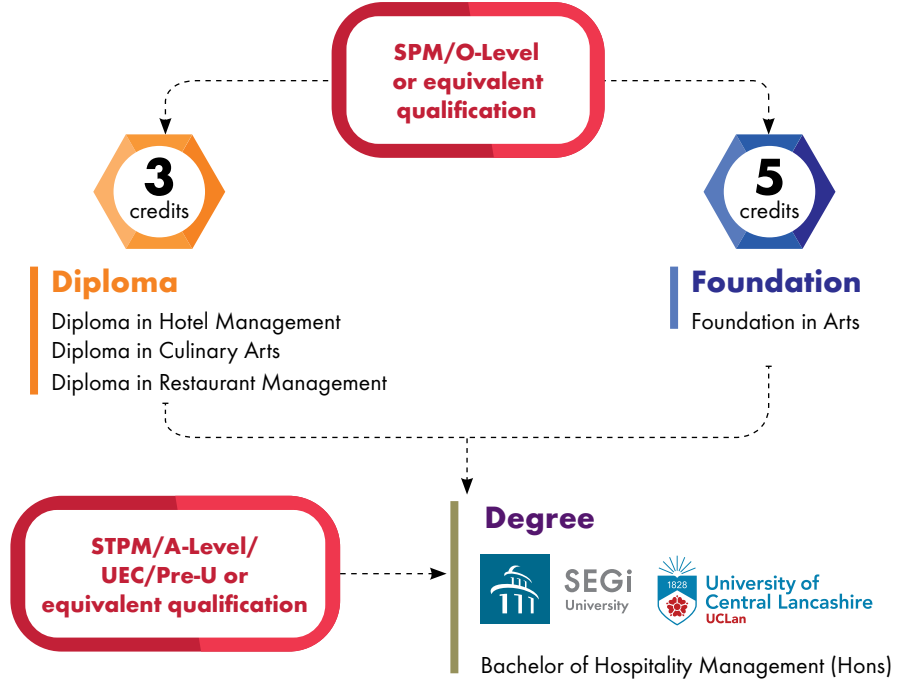 SPM/O-Level
or equivalent
qualification
3
credits
5
credits
Diploma
Diploma in Hotel Management
Diploma in Culinary Arts
Diploma in Restaurant Management
Foundation
Foundation in Arts
STPM/A-Level/
UEC/Pre-U or
equivalent qualification
Degree
SEGi
University
1828
University of
Central Lancashire
UCLan
Bachelor of Hospitality Management (Hons)